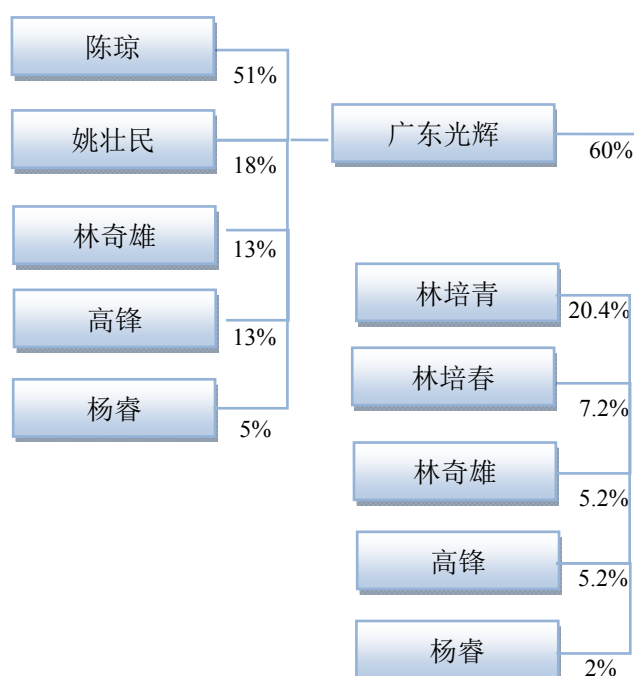 陈琼
51%
姚壮民
18%
林奇雄
13%
高锋
13%
杨睿
5%
广东光辉
60%
林培青
20.4%
林培春
7.2%
林奇雄
5.2%
高锋
5.2%
杨睿
2%